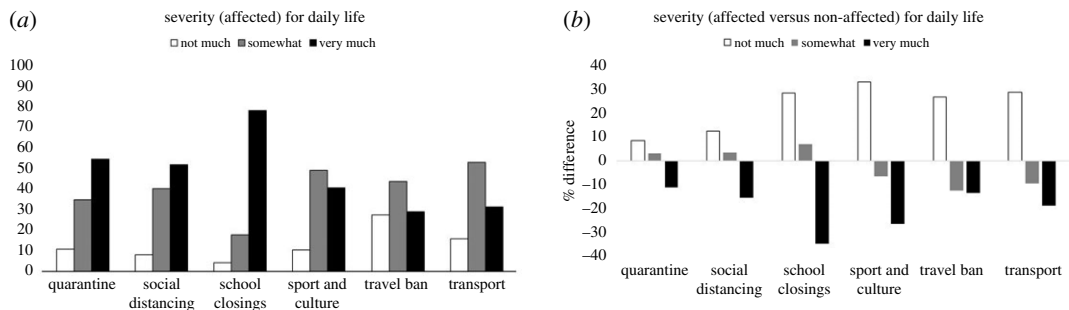 (a) severity (affected) for daily life
not much somewhat very much
100
90
80
70
60
50
40
30
20
10
0
quarantine social distancing school closings sport and culture travel ban transport
(b) severity (affected versus non-affected) for daily life
not much somewhat very much
% difference
40
30
20
10
0
–10
–20
–30
–40
quarantine social distancing school closings sport and culture travel ban transport